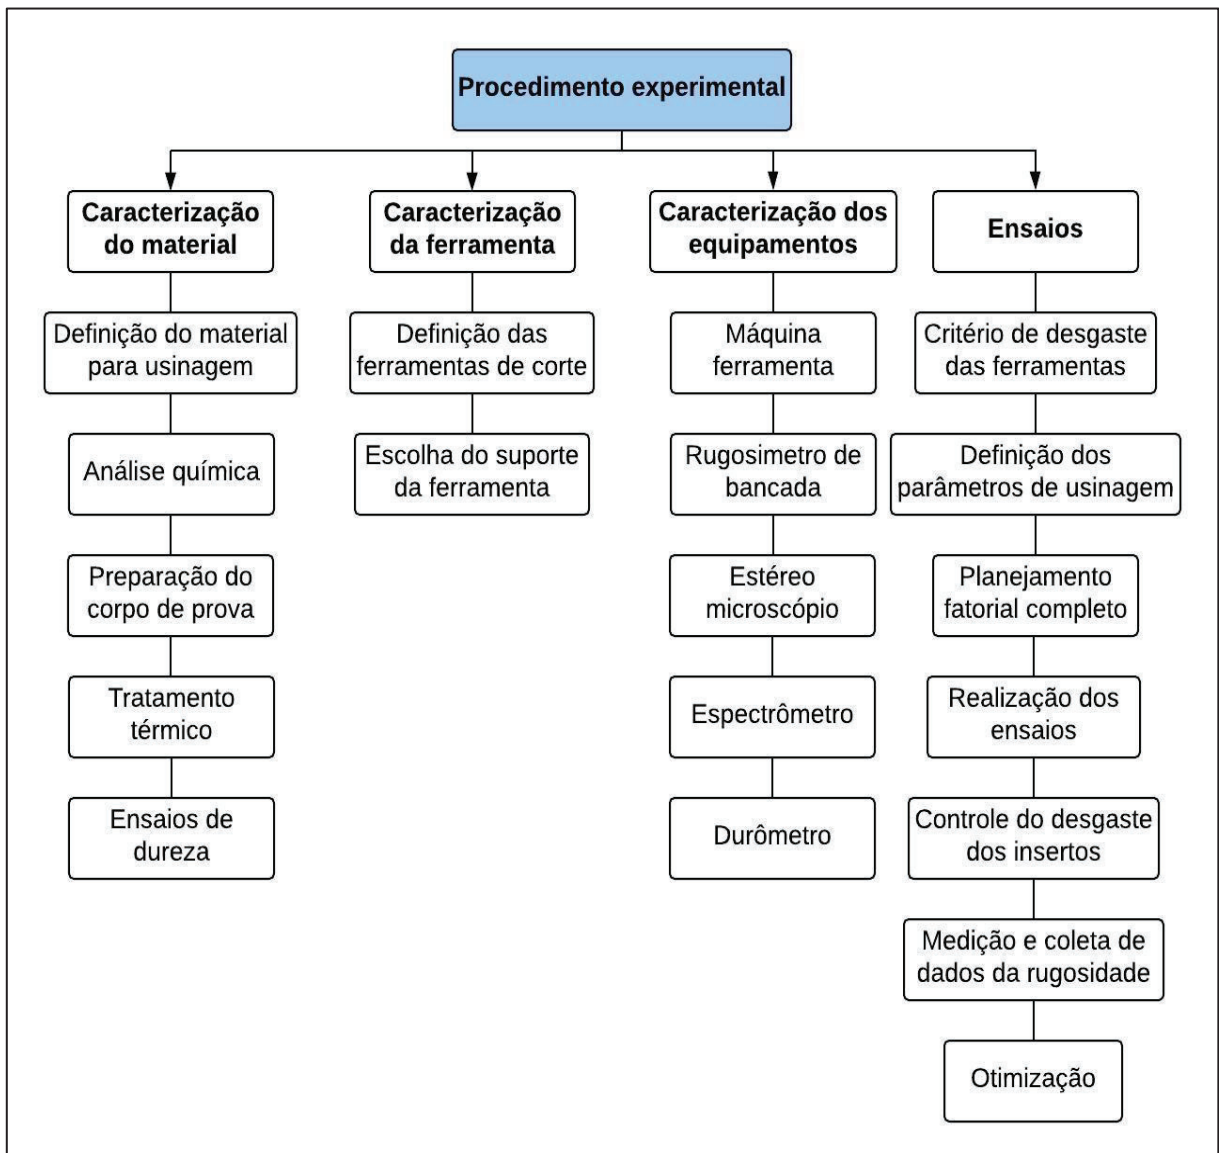 Procedimento experimental
Caracterização
do material
Definição do material
para usinagem
Análise química
Preparação do
corpo de prova
Tratamento
térmico
Ensaios de
dureza
Caracterização
da ferramenta
Definição das
ferramentas de corte
Escolha do suporte
da ferramenta
Caracterização dos
equipamentos
Máquina
ferramenta
Rugosimetro de
bancada
Estéreo
microscópio
Espectrômetro
Durômetro
Ensaios
Critério de desgaste
das ferramentas
Definição dos
parâmetros de usinagem
Planejamento
fatorial completo
Realização dos
ensaios
Controle do desgaste
dos insertos
Medição e coleta de
dados da rugosidade
Otimização